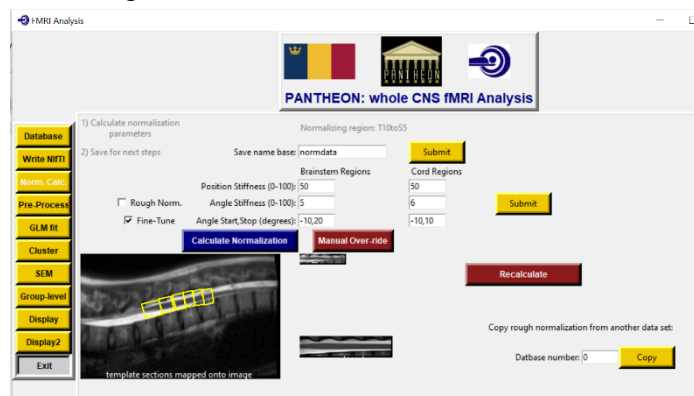 FMRI Analysis
PANTHEON
PANTHEON: whole CNS fMRI Analysis
Database
Write NIfTI
Norm. Calc.
Pre-Process
GLM fit
Cluster
SEM
Group-level
Display
Display2
Exit
1) Calculate normalization
parameters
Normalizing region: T10toS5
2) Save for next steps
Save name base: normdata Submit
Brainstem Regions Cord Regions
Position Stiffness (0-100): 50 50
Rough Norm. Angle Stiffness (0-100): 5 6 Submit
Fine-Tune Angle Start,Stop (degrees): -10,20 -10,10
Calculate Normalization Manual Over-ride
Recalculate
Copy rough normalization from another data set:
Datbase number: 0 Copy
template sections mapped onto image